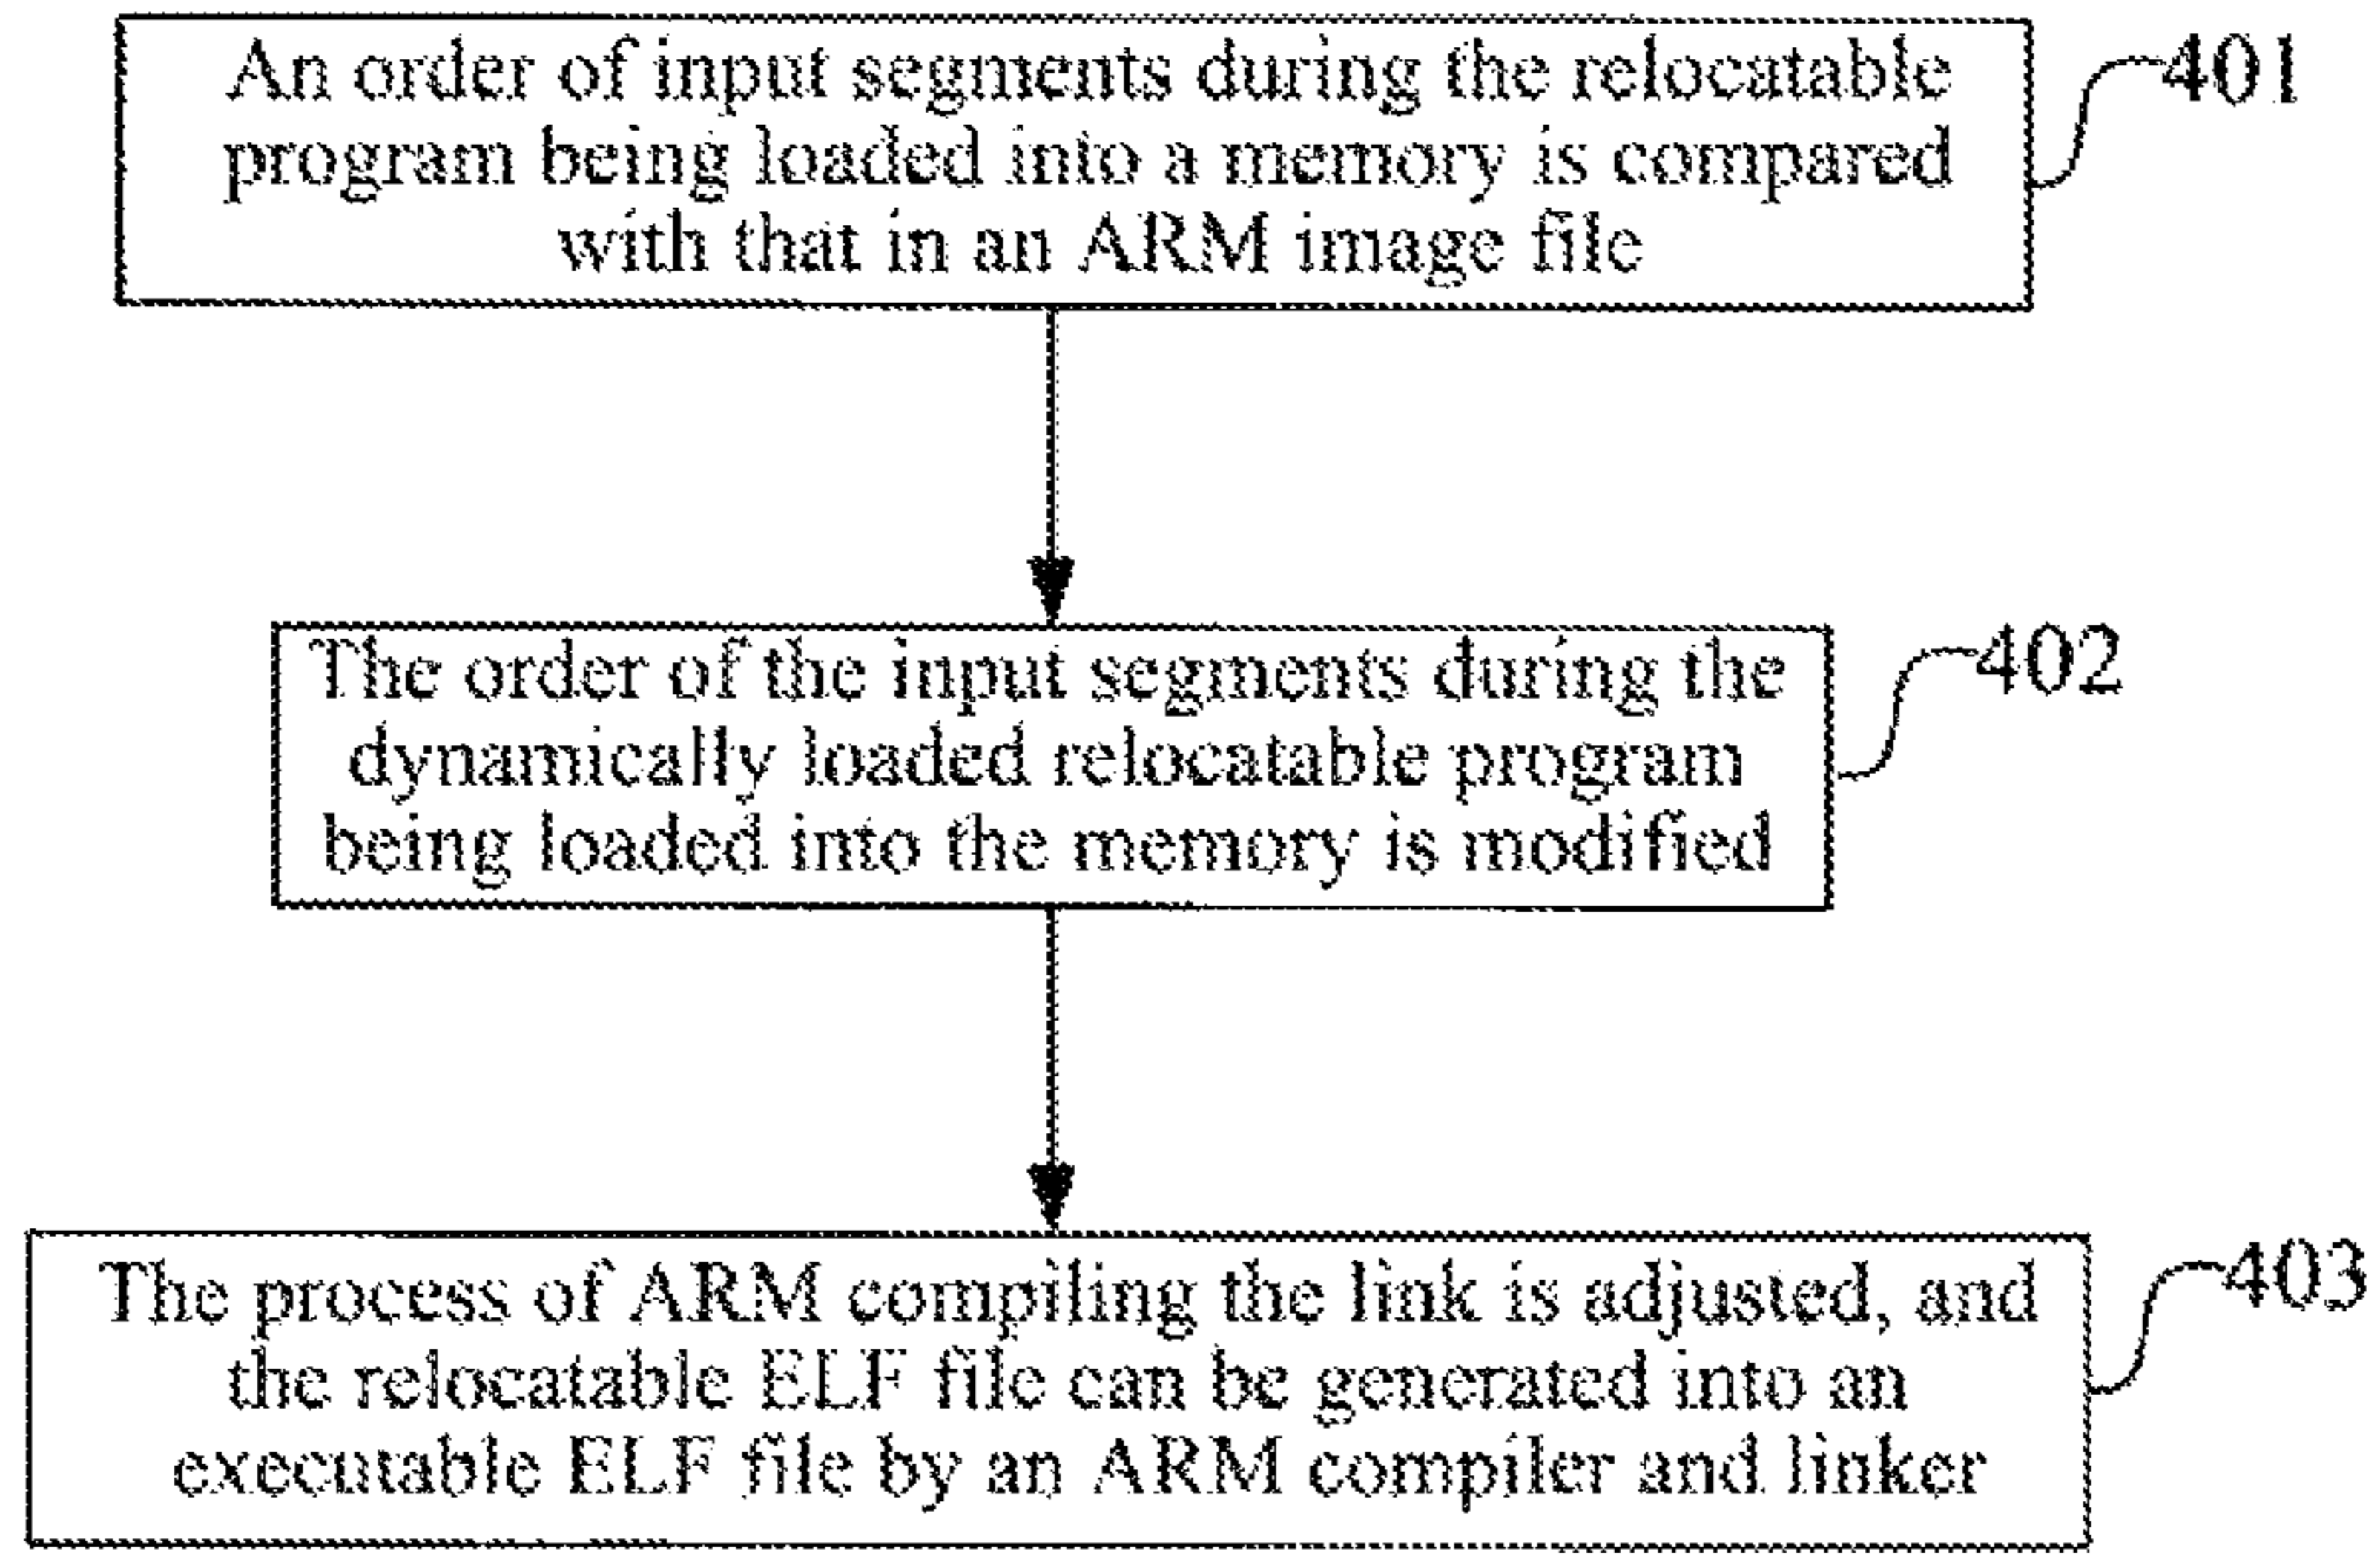 An order of input segments during the relocatable
program being loaded into a memory is compared
with that in an ARM image file
401
The order of the input segments during the
dynamically loaded relocatable program
being loaded into the memory is modified
402
The process of ARM compiling the link is adjusted, and
the relocatable ELF file can be generated into an
executable ELF file by an ARM compiler and linker
403